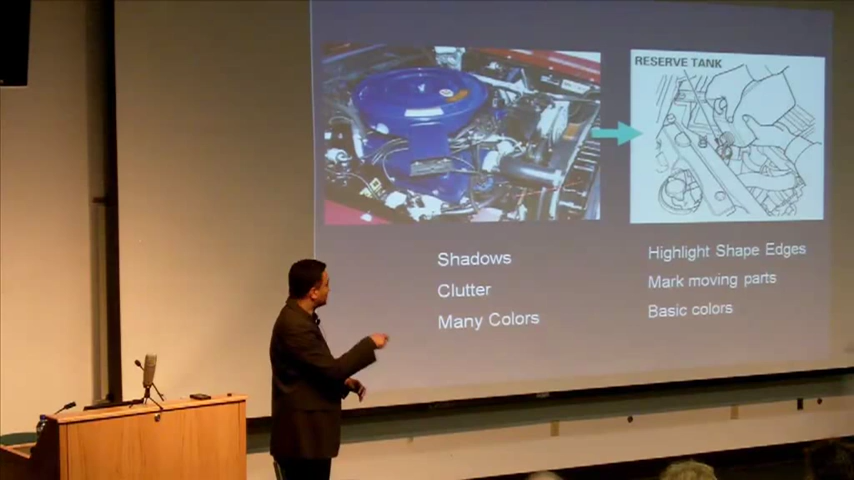 RESERVE TANK
Shadows
Clutter
Many Colors
Highlight Shape Edges
Mark moving parts
Basic colors